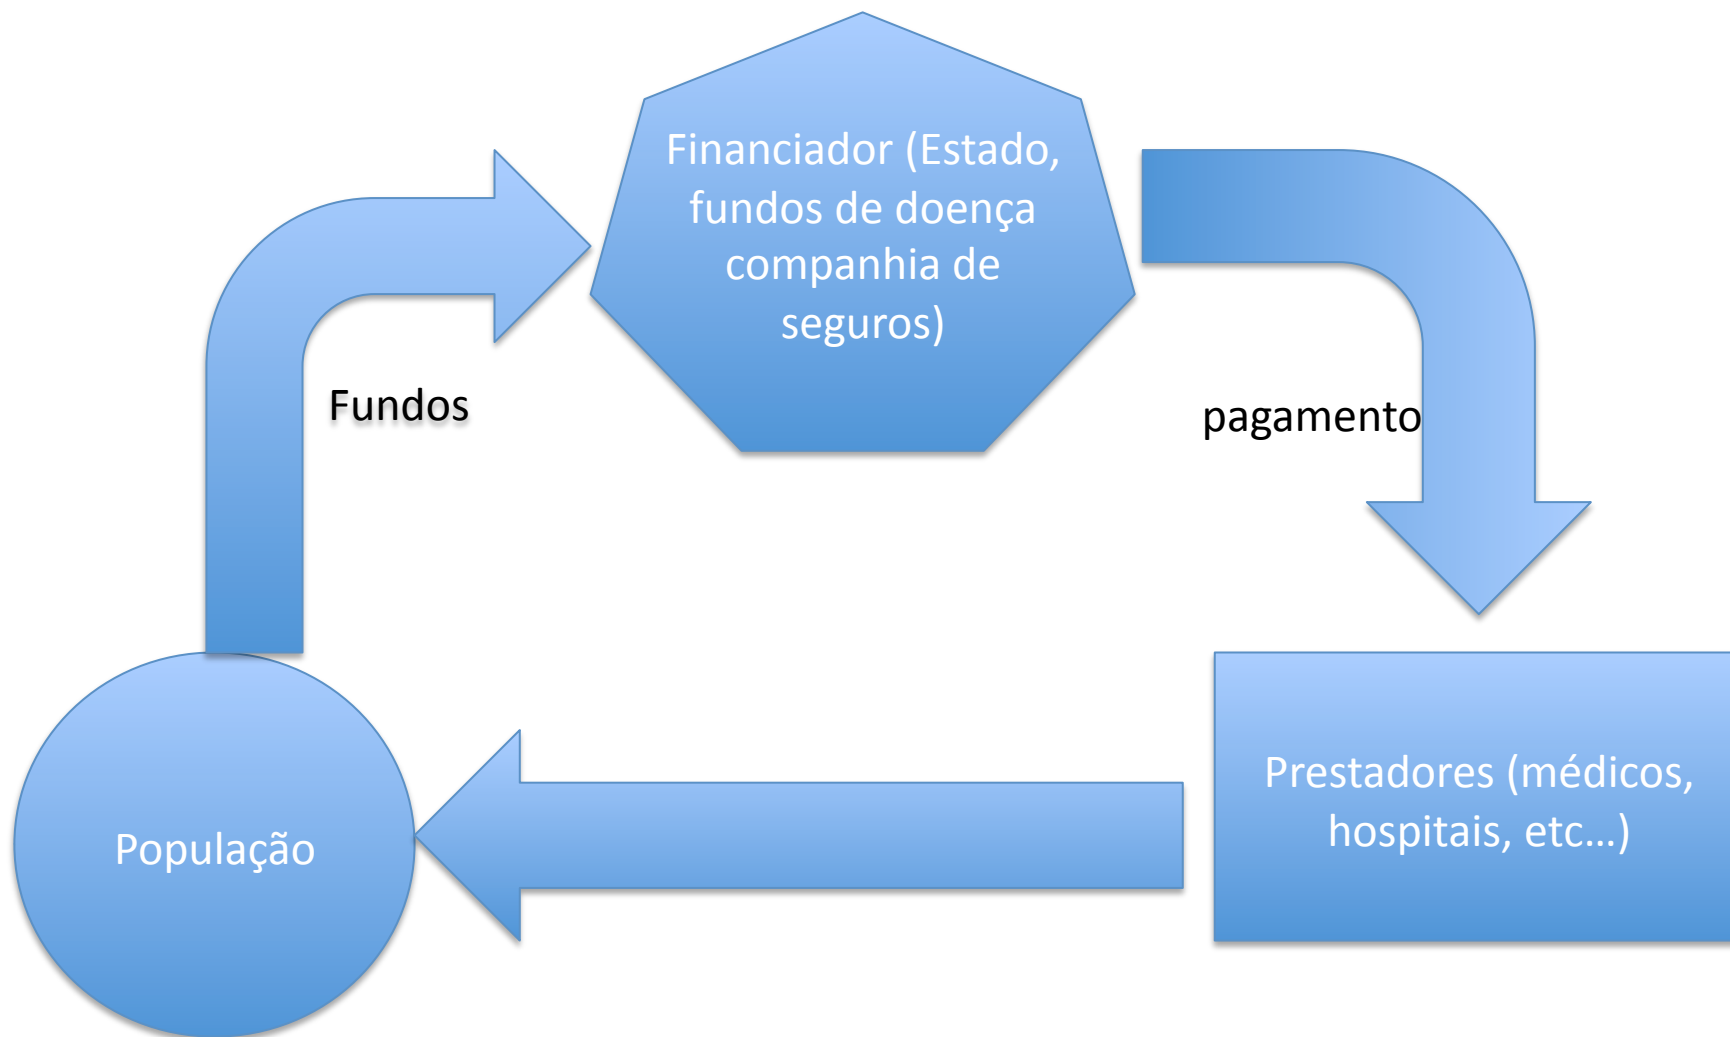 Financiador (Estado,
fundos de doença
companhia de
seguros)
Fundos
pagamento
Prestadores (médicos,
hospitais, etc…)
População